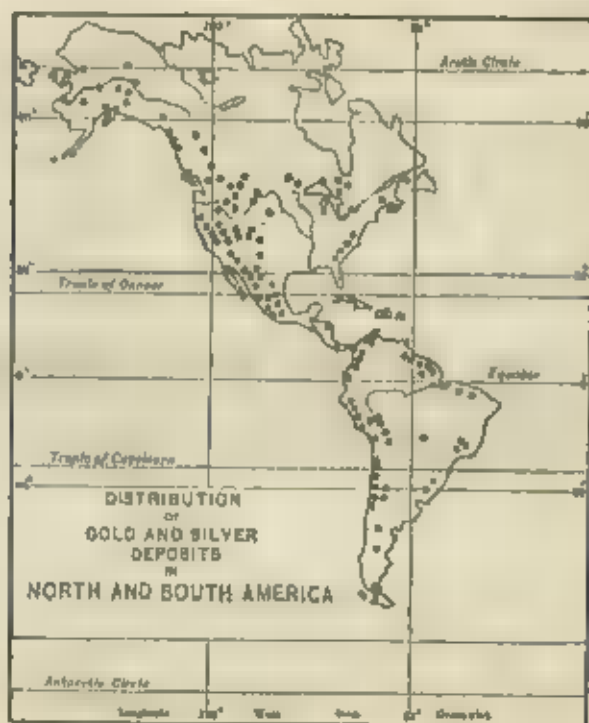 Arctic Circle
Tropic of Cancer
Equator
Tropic of Capricorn
DISTRIBUTION
OF
GOLD AND SILVER
DEPOSITS
IN
NORTH AND SOUTH AMERICA
Antarctic Circle
Longitude West from Greenwich